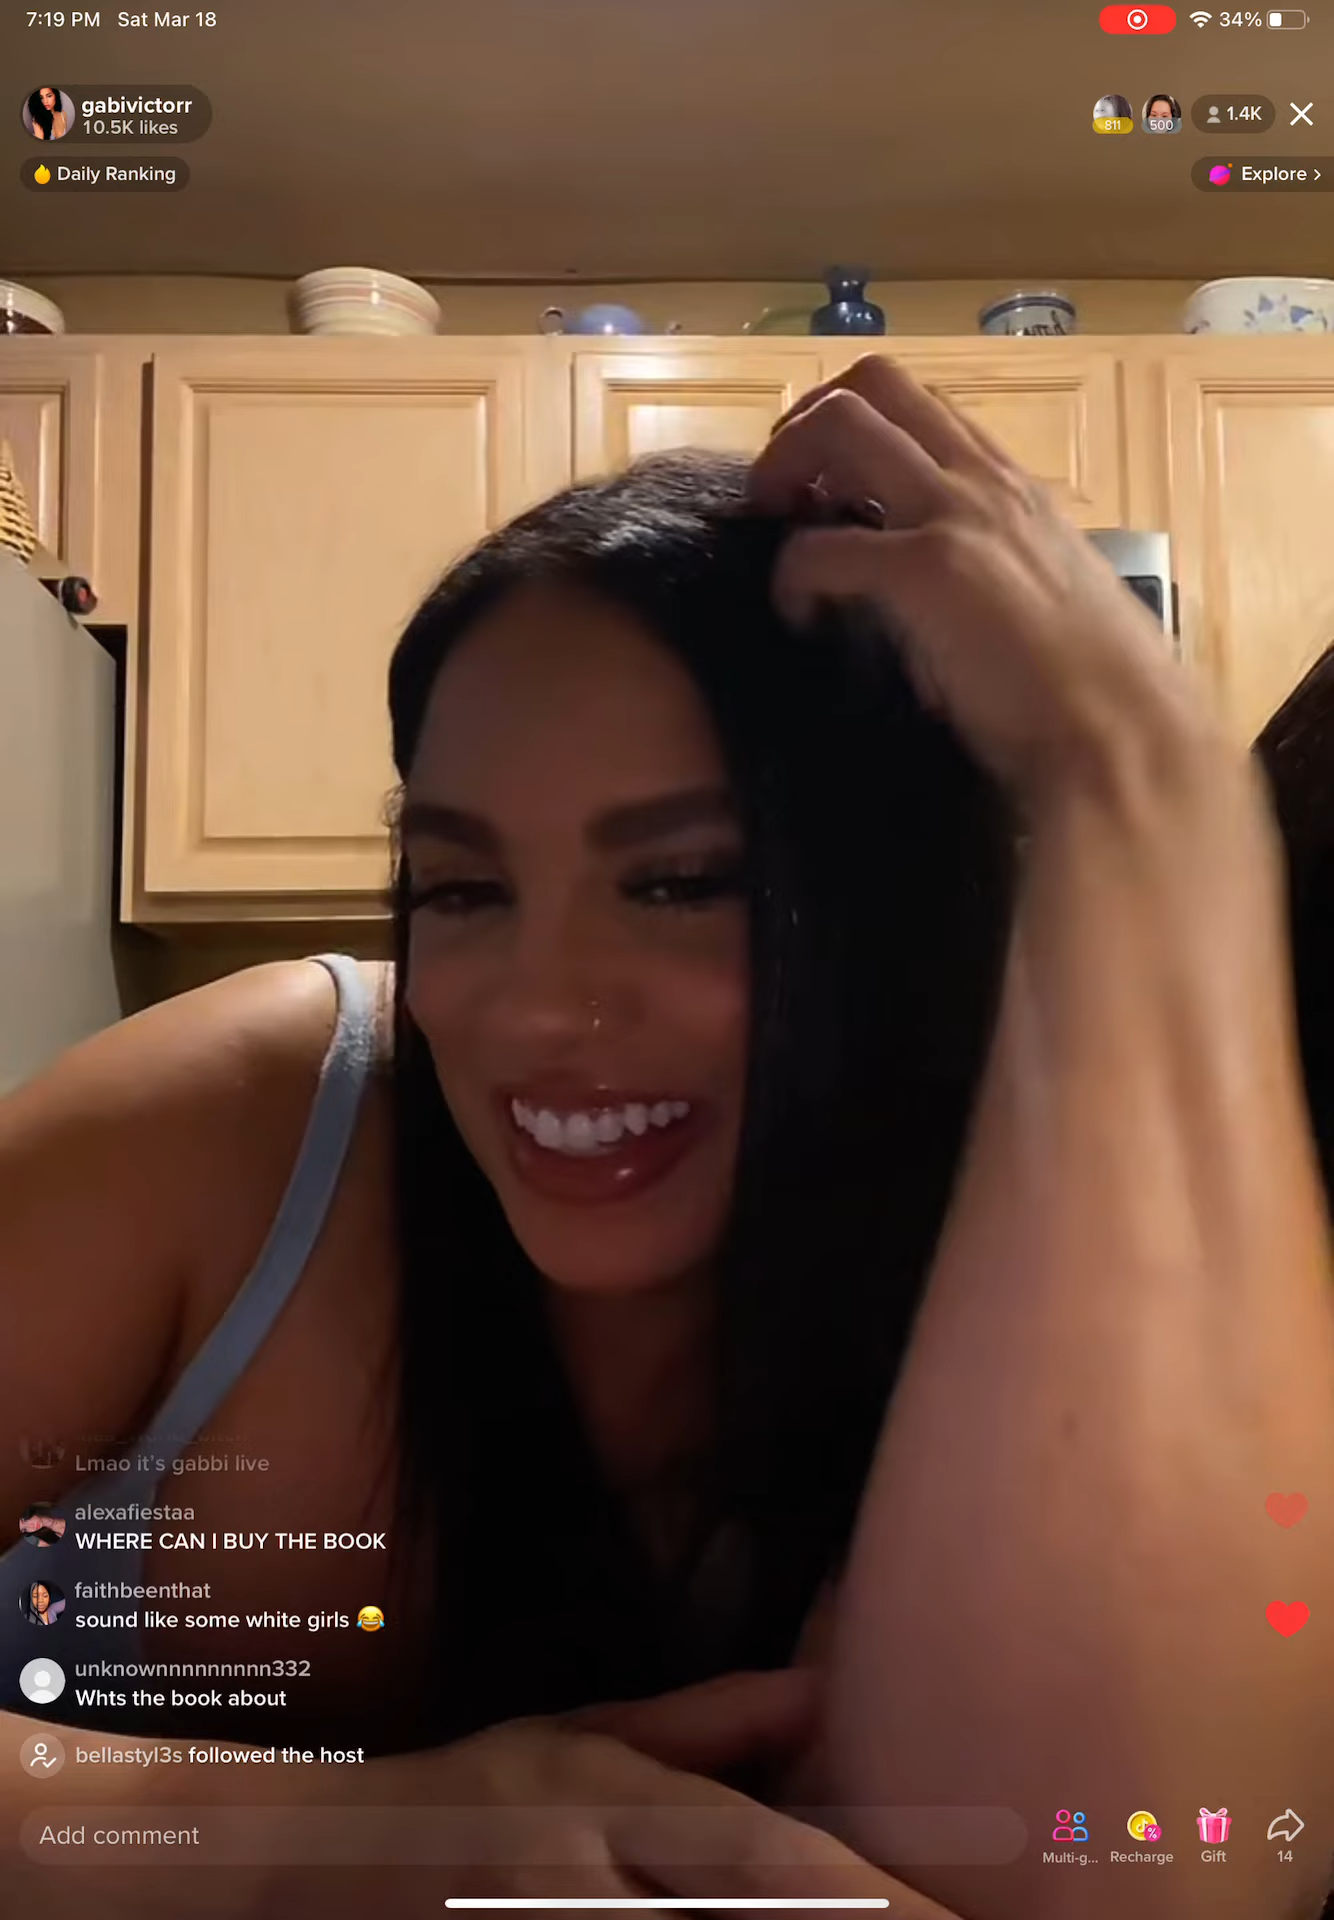 7:19 PM Sat Mar 18
34%
gabivictorr
10.5K likes
811
500
1.4K
Daily Ranking
Explore >
Lmao it's gabbi live
alexafiestaa
WHERE CAN I BUY THE BOOK
faithbeenthat
sound like some white girls 😂
unknownnnnnnnnn332
Whts the book about
bellastyl3s followed the host
Add comment
Multi-g...
Recharge
Gift
14